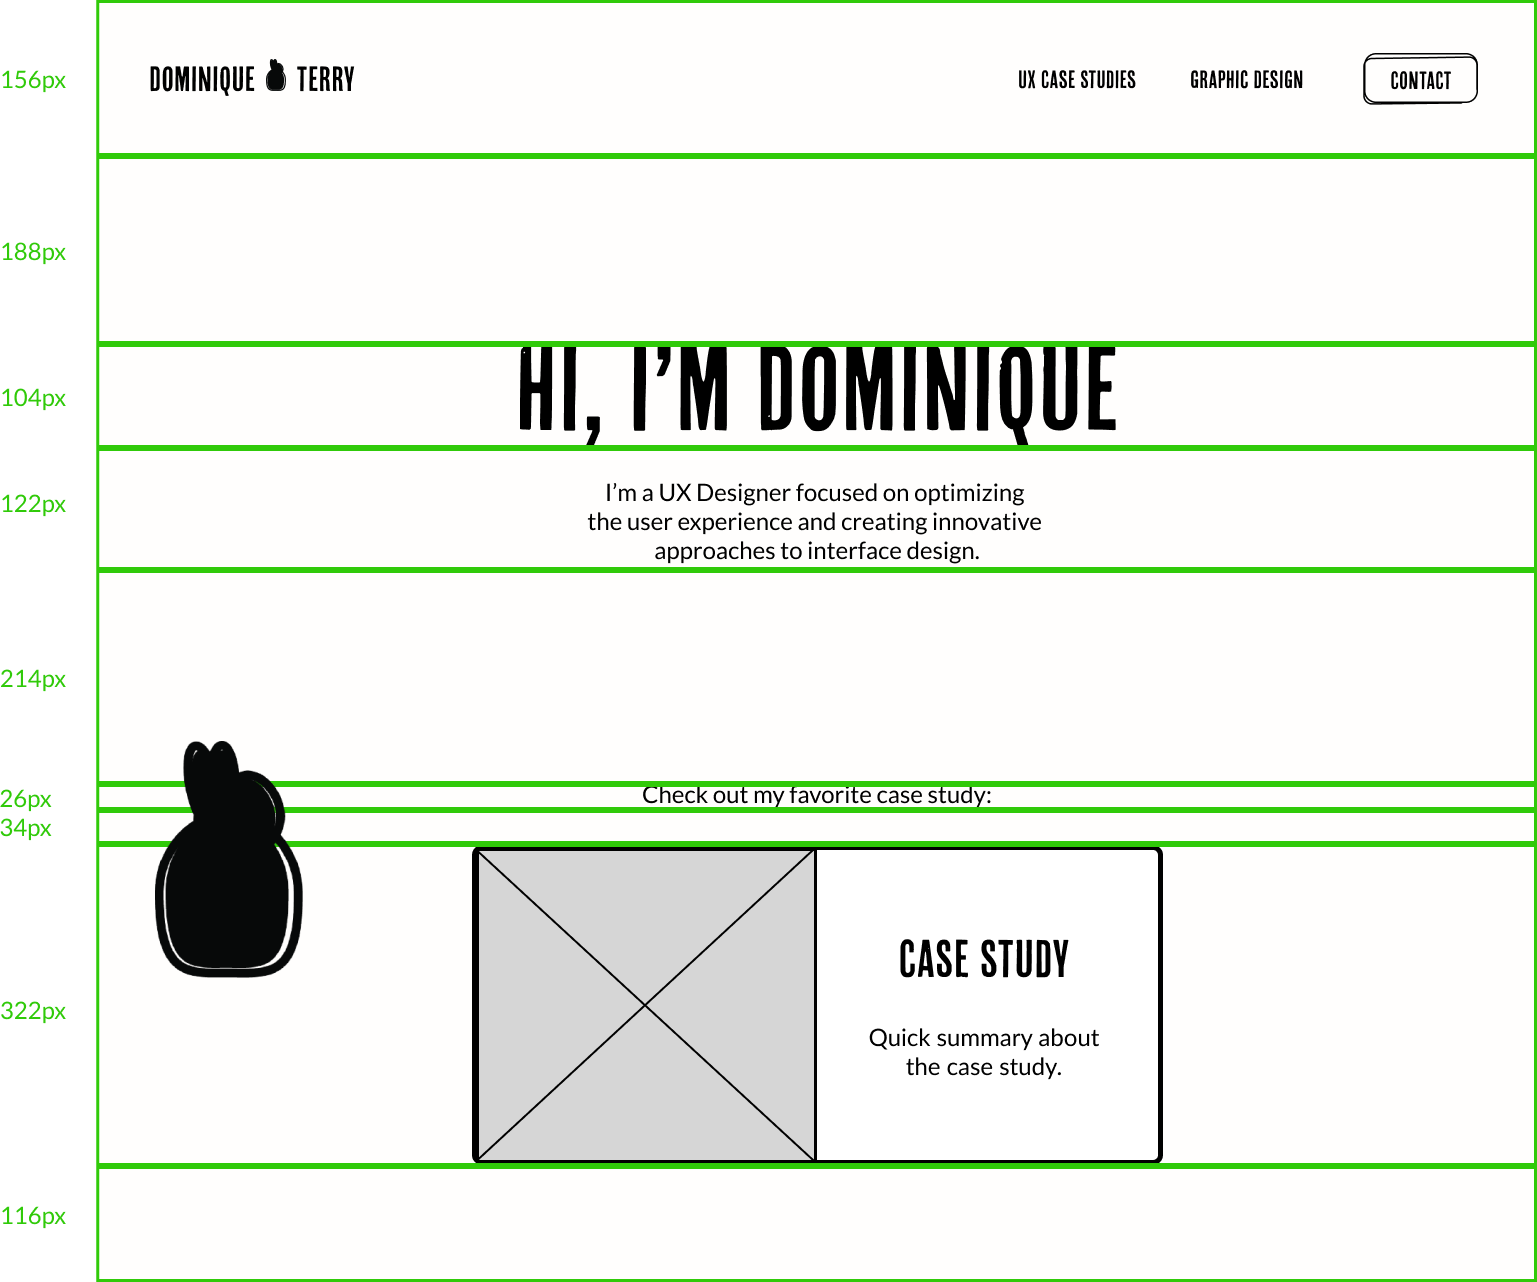 156px
DOMINIQUE TERRY
UX CASE STUDIES
GRAPHIC DESIGN
CONTACT
188px
104px
HI, I’M DOMINIQUE
122px
I’m a UX Designer focused on optimizing
the user experience and creating innovative
approaches to interface design.
214px
26px
Check out my favorite case study:
34px
322px
CASE STUDY
Quick summary about
the case study.
116px